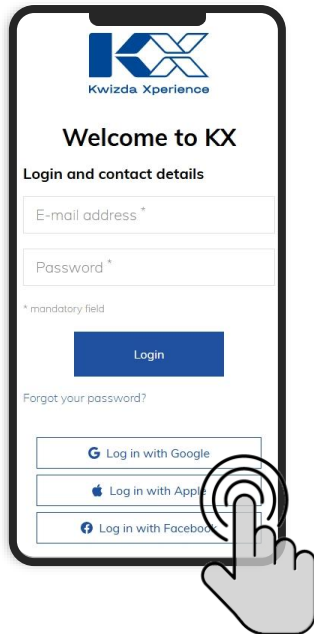 KX
Kwizda Xperience
Welcome to KX
Login and contact details
E-mail address *
Password *
* mandatory field
Login
Forgot your password?
G Log in with Google
Log in with Apple
Log in with Facebook